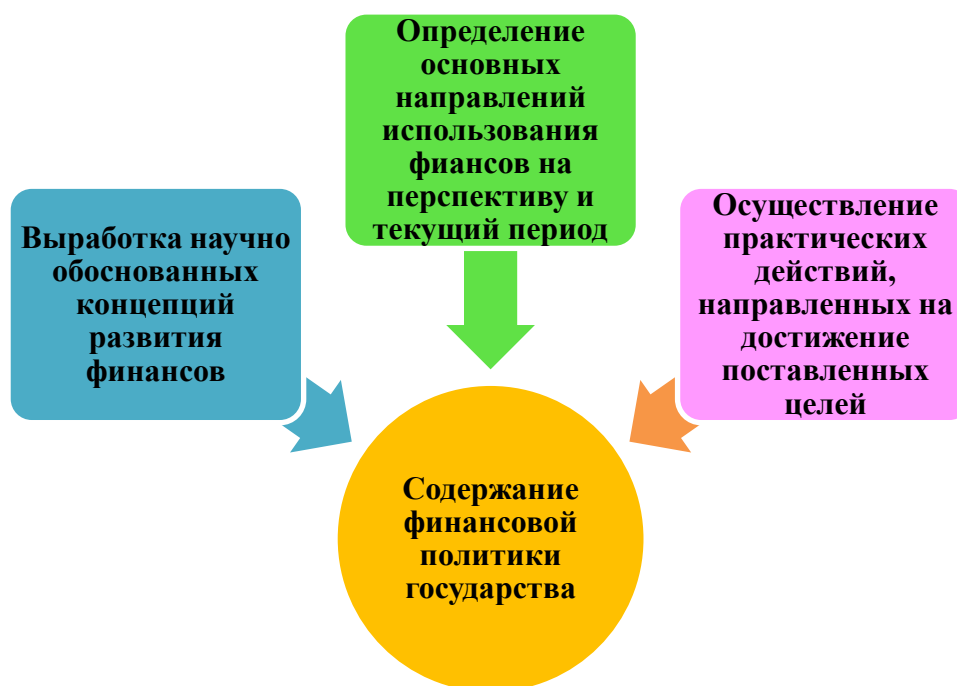 Определение
основных
направлений
использования
фиансов на
перспективу и
текущий период
Выработка научно
обоснованных
концепций
развития
финансов
Осуществление
практических
действий,
направленных на
достижение
поставленных
целей
Содержание
финансовой
политики
государства